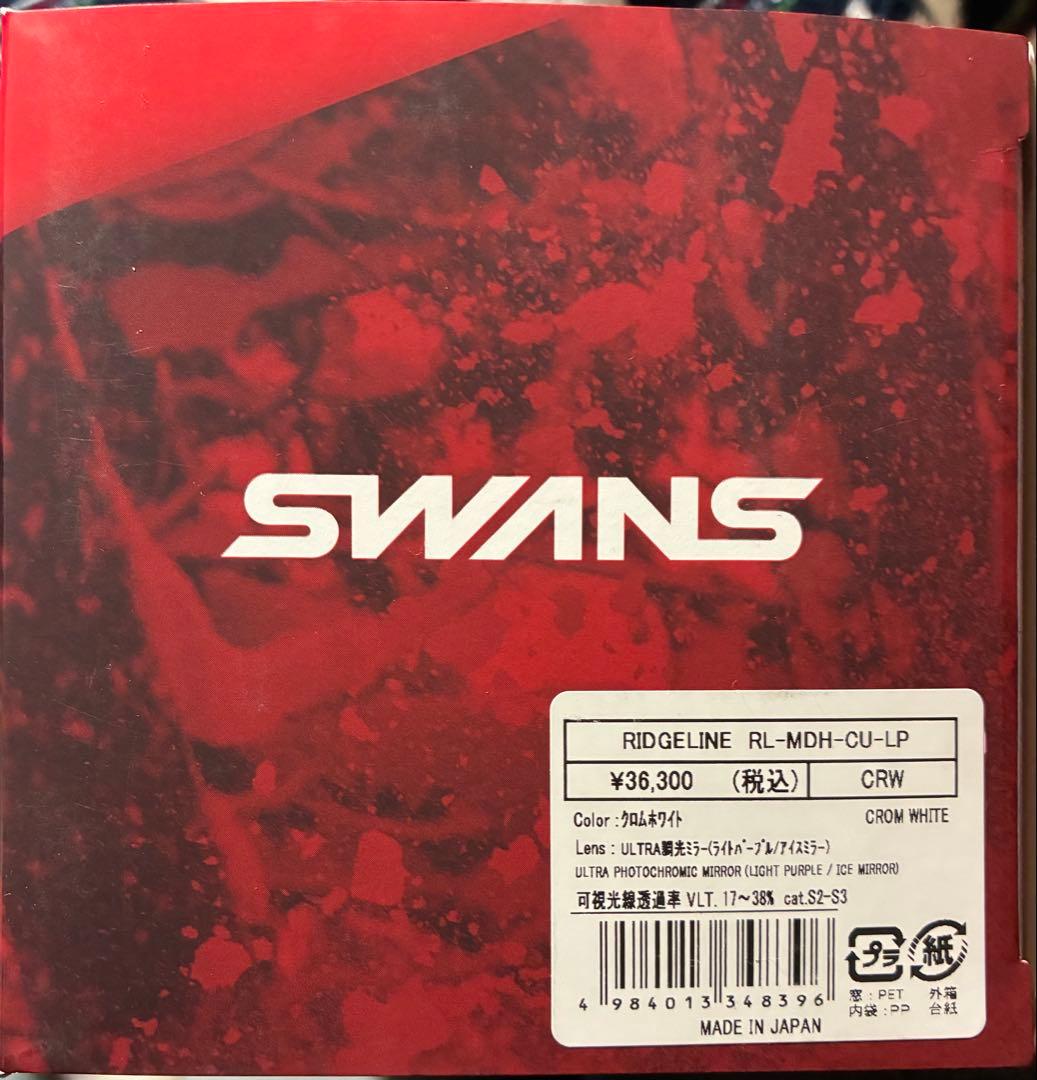 SWANS
RIDGELINE RL-MDH-CU-LP
¥36,300 (税込) CRW
Color :クロムホワイト CROM WHITE
Lens : ULTRA調光ミラー(ライトパープル/アイスミラー)
ULTRA PHOTOCHROMIC MIRROR (LIGHT PURPLE / ICE MIRROR)
可視光線透過率 VLT. 17～38% cat.S2-S3
プラ 紙
4 984013 348396
窓 : PET 外箱
内袋 : PP 台紙
MADE IN JAPAN